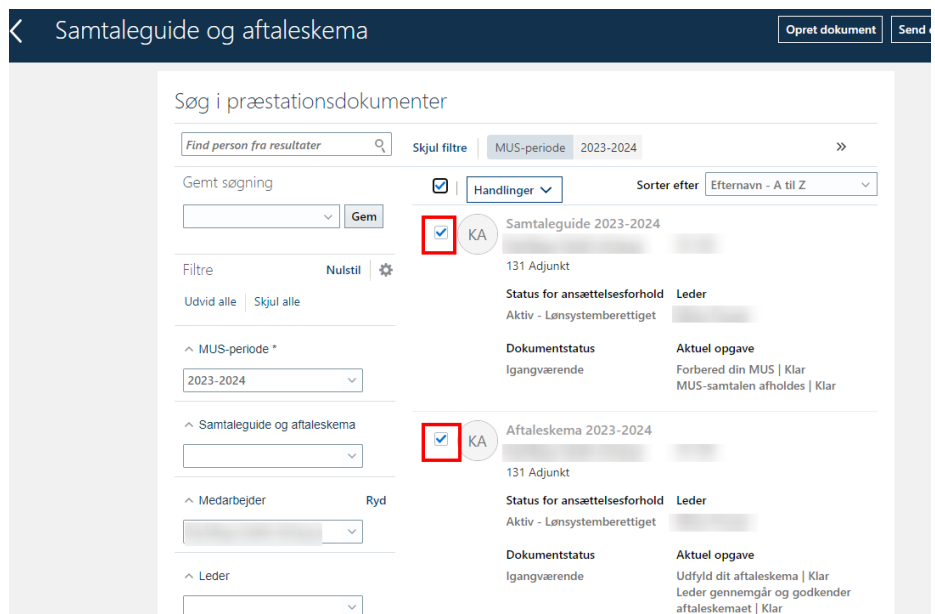 Samtaleguide og aftaleskema
Opret dokument
Send
Søg i præstationsdokumenter
Find person fra resultater
Skjul filtre
MUS-periode 2023-2024
Gemt søgning
Gem
Handlinger
Sorter efter Efternavn - A til Z
Filtre
Nulstil
Udvid alle
Skjul alle
MUS-periode *
2023-2024
Samtaleguide og aftaleskema
Medarbejder
Ryd
Leder
KA
Samtaleguide 2023-2024
131 Adjunkt
Status for ansættelsesforhold Leder
Aktiv - Lønsystemberettiget
Dokumentstatus Aktuel opgave
Igangværende Forbered din MUS | Klar
MUS-samtalen afholdes | Klar
KA
Aftaleskema 2023-2024
131 Adjunkt
Status for ansættelsesforhold Leder
Aktiv - Lønsystemberettiget
Dokumentstatus Aktuel opgave
Igangværende Udfyld dit aftaleskema | Klar
Leder gennemgår og godkender
aftaleskemaet | Klar